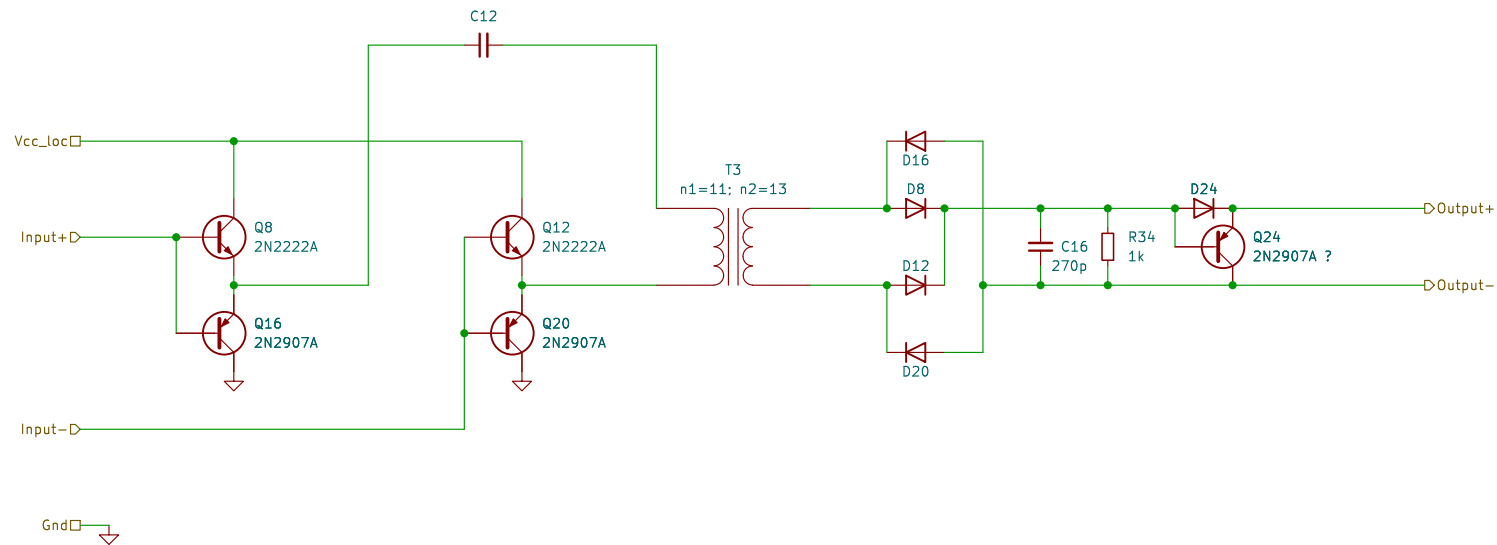 C12
Vcc_loc
D16
T3
n1=11; n2=13
D8
D24
Output+
Q8
2N2222A
Q12
2N2222A
Input+
C16
270p
R34
1k
Q24
2N2907A ?
D12
Output-
Q16
2N2907A
Q20
2N2907A
D20
Input-
Gnd